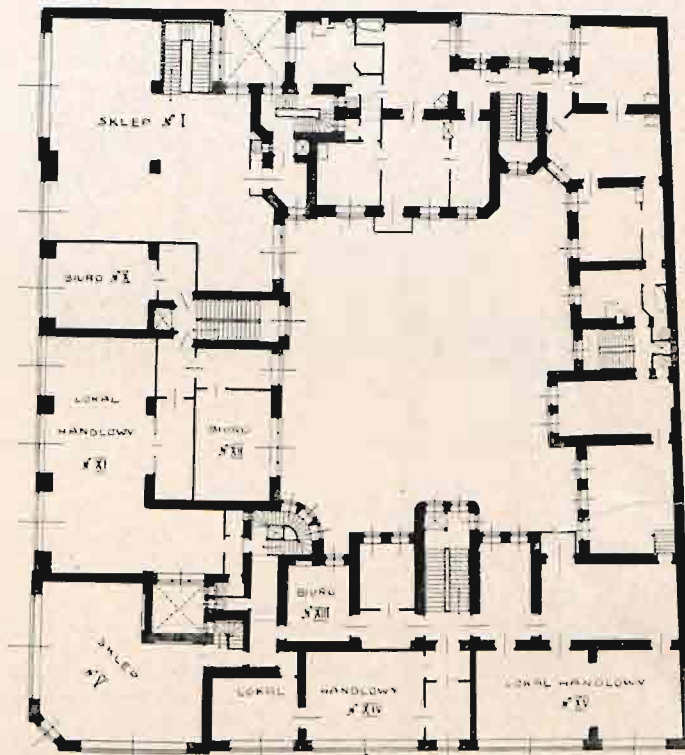 SKLEP № I
BIURO № X
LOKAL
HANDLOWY
№ XI
BIURO
№ XII
BIURO
№ XIII
SKLEP
№ V
LOKAL HANDLOWY
№ XIV
LOKAL HANDLOWY
№ XV